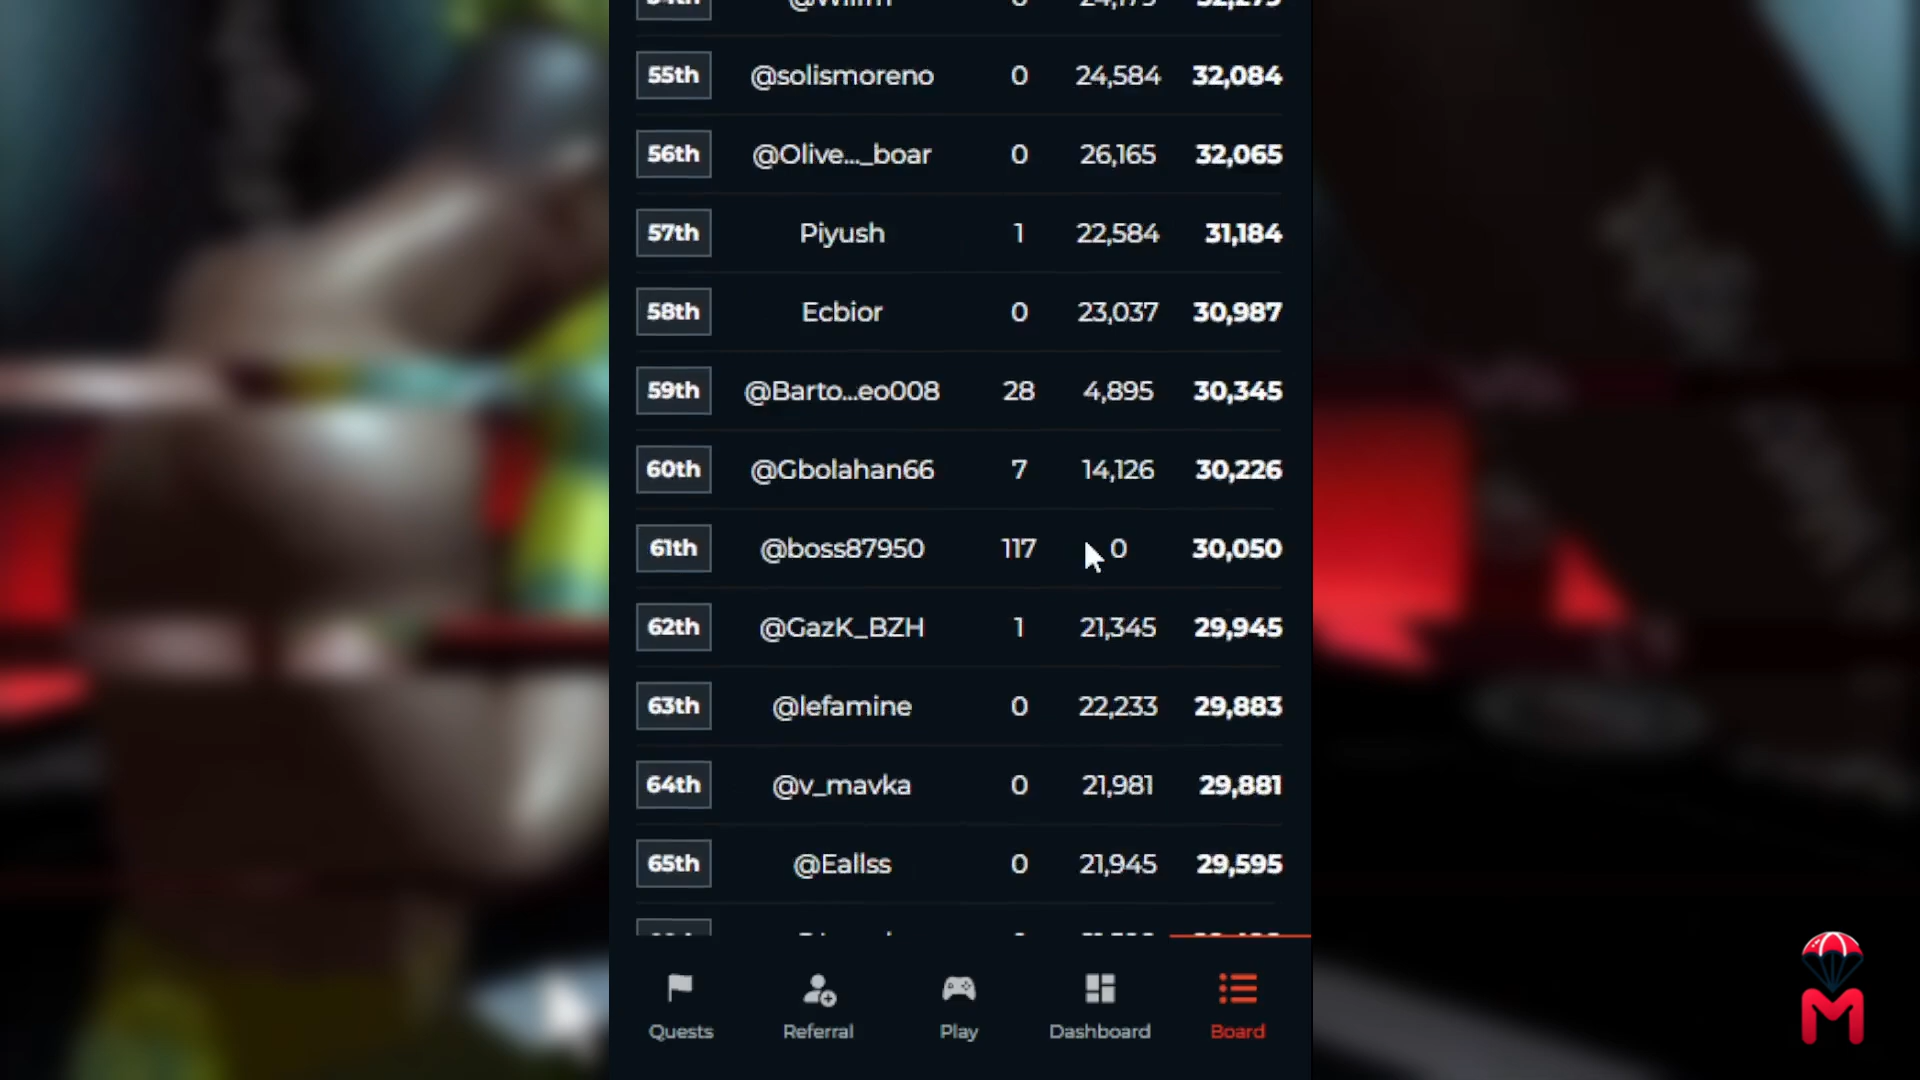 55th @solismoreno 0 24,584 32,084
56th @Olive..._boar 0 26,165 32,065
57th Piyush 1 22,584 31,184
58th Ecbior 0 23,037 30,987
59th @Barto...eo008 28 4,895 30,345
60th @Gbolahan66 7 14,126 30,226
61th @boss87950 117 0 30,050
62th @GazK_BZH 1 21,345 29,945
63th @lefamine 0 22,233 29,883
64th @v_mavka 0 21,981 29,881
65th @Eallss 0 21,945 29,595
Quests Referral Play Dashboard Board
M